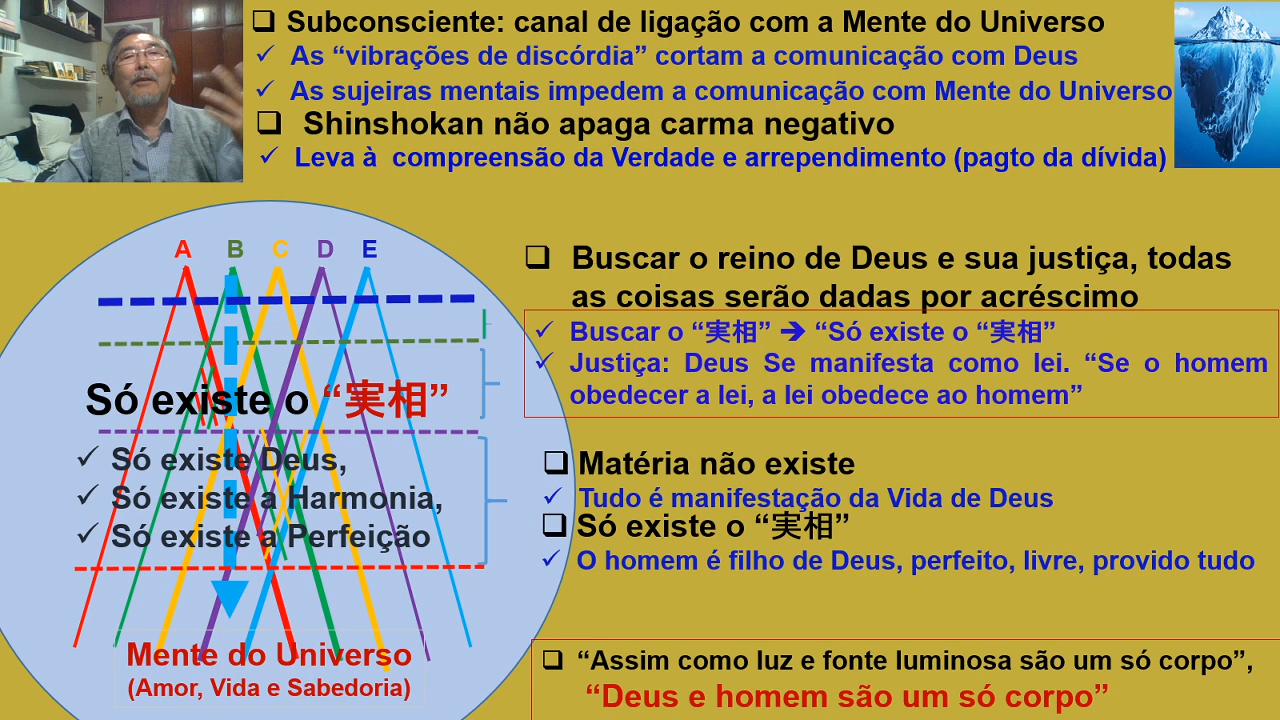 Subconsciente: canal de ligação com a Mente do Universo
As “vibrações de discórdia” cortam a comunicação com Deus
As sujeiras mentais impedem a comunicação com Mente do Universo
Shinshokan não apaga carma negativo
Leva à compreensão da Verdade e arrependimento (pagto da dívida)
A B C D E
Só existe o “実相”
Só existe Deus,
Só existe a Harmonia,
Só existe a Perfeição
Mente do Universo
(Amor, Vida e Sabedoria)
Buscar o reino de Deus e sua justiça, todas
as coisas serão dadas por acréscimo
Buscar o “実相” ➔ “Só existe o “実相”
Justiça: Deus Se manifesta como lei. “Se o homem
obedecer a lei, a lei obedece ao homem”
Matéria não existe
Tudo é manifestação da Vida de Deus
Só existe o “実相”
O homem é filho de Deus, perfeito, livre, provido tudo
“Assim como luz e fonte luminosa são um só corpo”,
“Deus e homem são um só corpo”